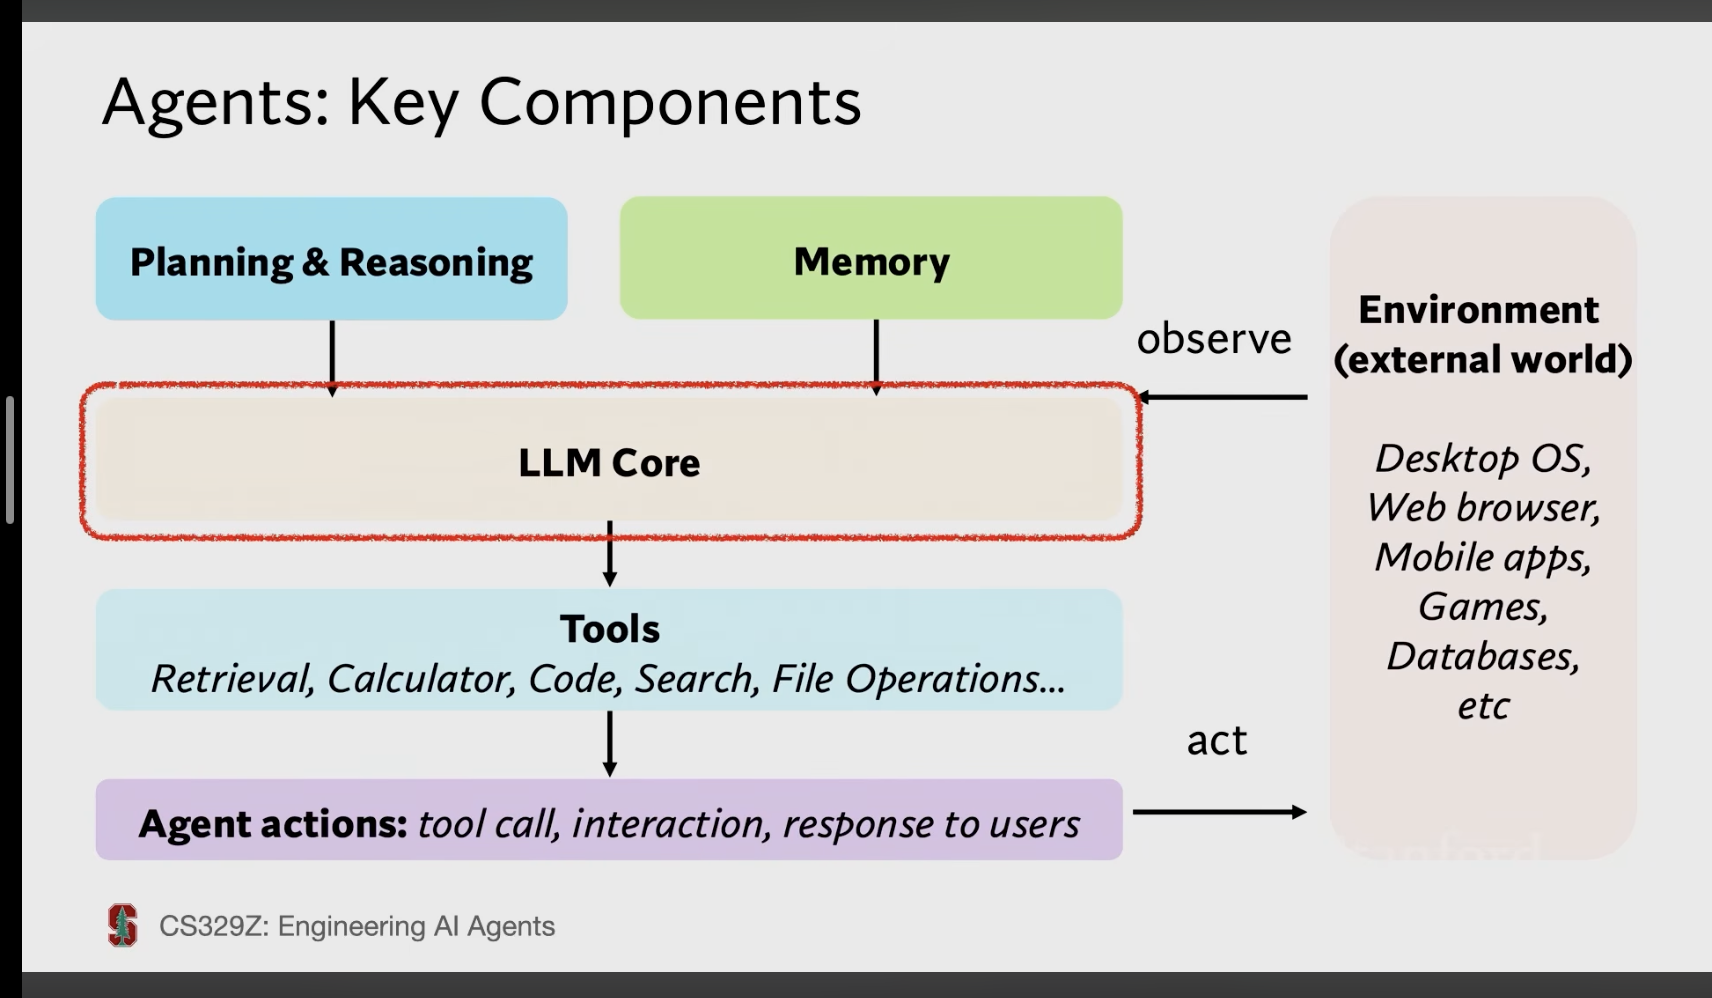 Agents: Key Components
Planning & Reasoning
Memory
observe
Environment
(external world)
LLM Core
Desktop OS,
Web browser,
Mobile apps,
Games,
Databases,
etc
Tools
Retrieval, Calculator, Code, Search, File Operations...
act
Agent actions: tool call, interaction, response to users
CS329Z: Engineering AI Agents